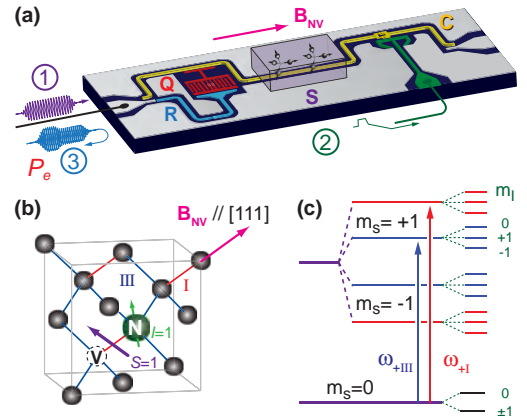 (a)
B_NV
C
1
Q
R
S
2
P_e
3
(b)
B_NV // [111]
III
I
N
I=1
V
S=1
(c)
m_I
m_s= +1
0
+1
-1
m_s= -1
ω_+III
ω_+I
m_s=0
0
±1